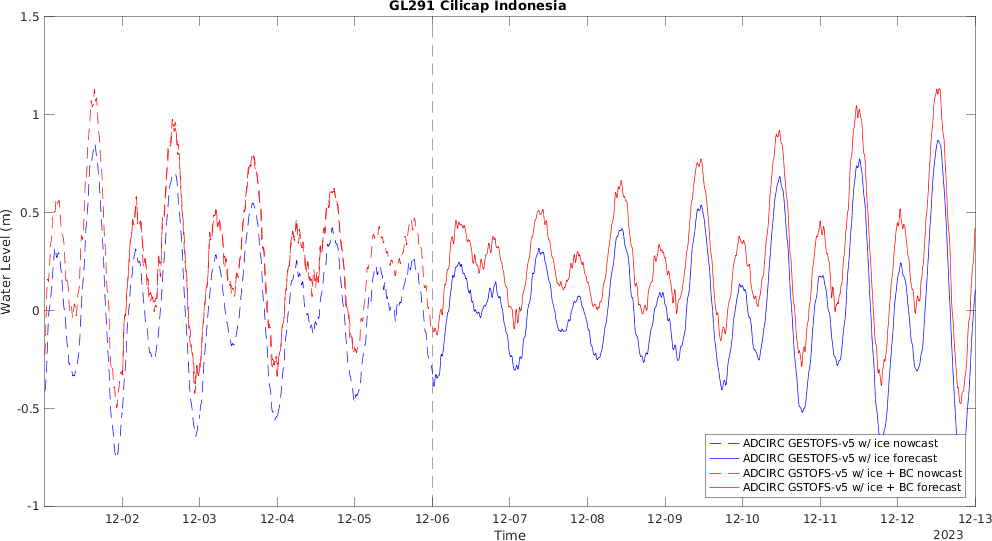 GL291 Cilicap Indonesia
1.5
1
0.5
0
-0.5
-1
Water Level (m)
ADCIRC GESTOFS-v5 w/ ice nowcast
ADCIRC GESTOFS-v5 w/ ice forecast
ADCIRC GSTOFS-v5 w/ ice + BC nowcast
ADCIRC GSTOFS-v5 w/ ice + BC forecast
12-02 12-03 12-04 12-05 12-06 12-07 12-08 12-09 12-10 12-11 12-12 12-13
Time
2023